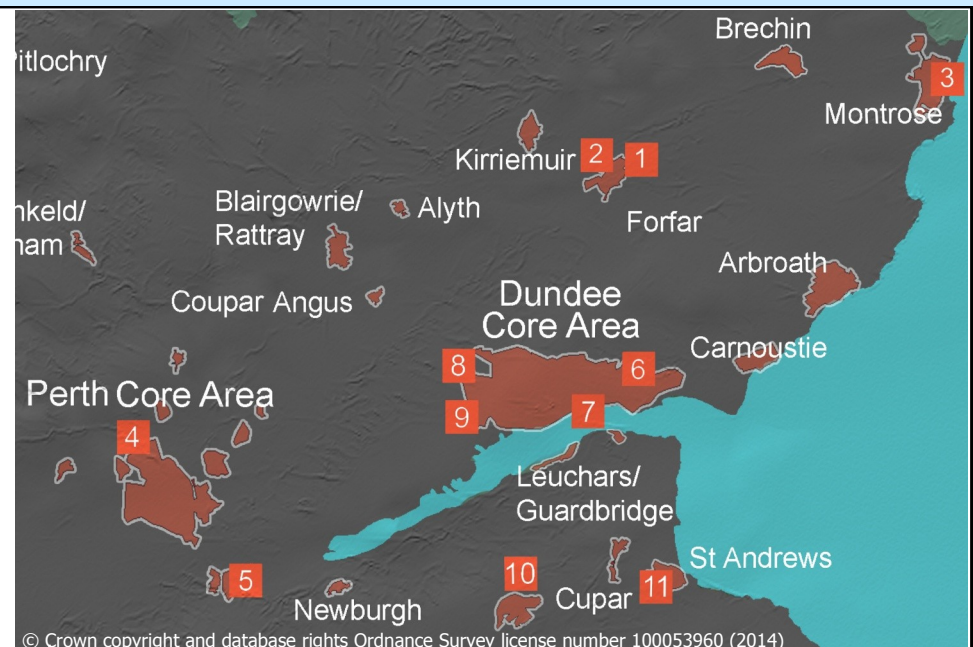 Brechin
itlochry
3
Montrose
Kirriemuir
2
1
Blairgowrie/
Rattray
Alyth
nkeld/
nam
Forfar
Arbroath
Coupar Angus
Dundee
Core Area
Carnoustie
8
6
Perth Core Area
9
7
4
Leuchars/
Guardbridge
St Andrews
5
10
11
Cupar
Newburgh
© Crown copyright and database rights Ordnance Survey license number 100053960 (2014)